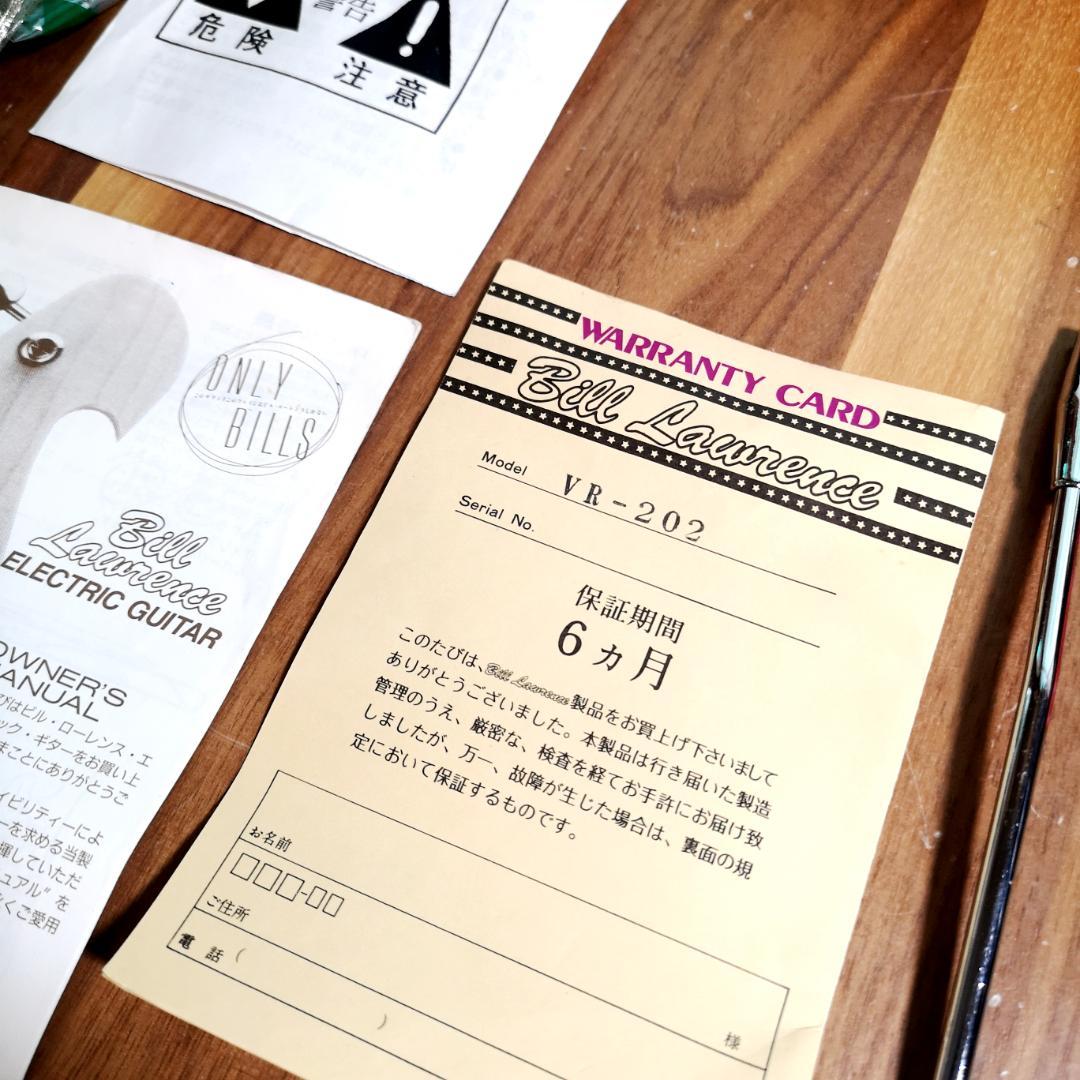 警告
危険
注意
ONLY
BILLS
Bill
Lawrence
ELECTRIC GUITAR
OWNER'S
MANUAL
びはビル・ローレンス・エ
ック・ギターをお買い上
まことにありがとうご
イビリティーによ
ーを求める当製
揮していただ
ュアル"を
くご愛用
WARRANTY CARD
Bill Lawrence
Model VR-202
Serial No.
保証期間
6ヵ月
このたびは、Bill Lawrence製品をお買上げ下さいまして
ありがとうございました。本製品は行き届いた製造
管理のうえ、厳密な、検査を経てお手許にお届け致
しましたが、万一、故障が生じた場合は、裏面の規
定において保証するものです。
お名前
様
ご住所
電話( )